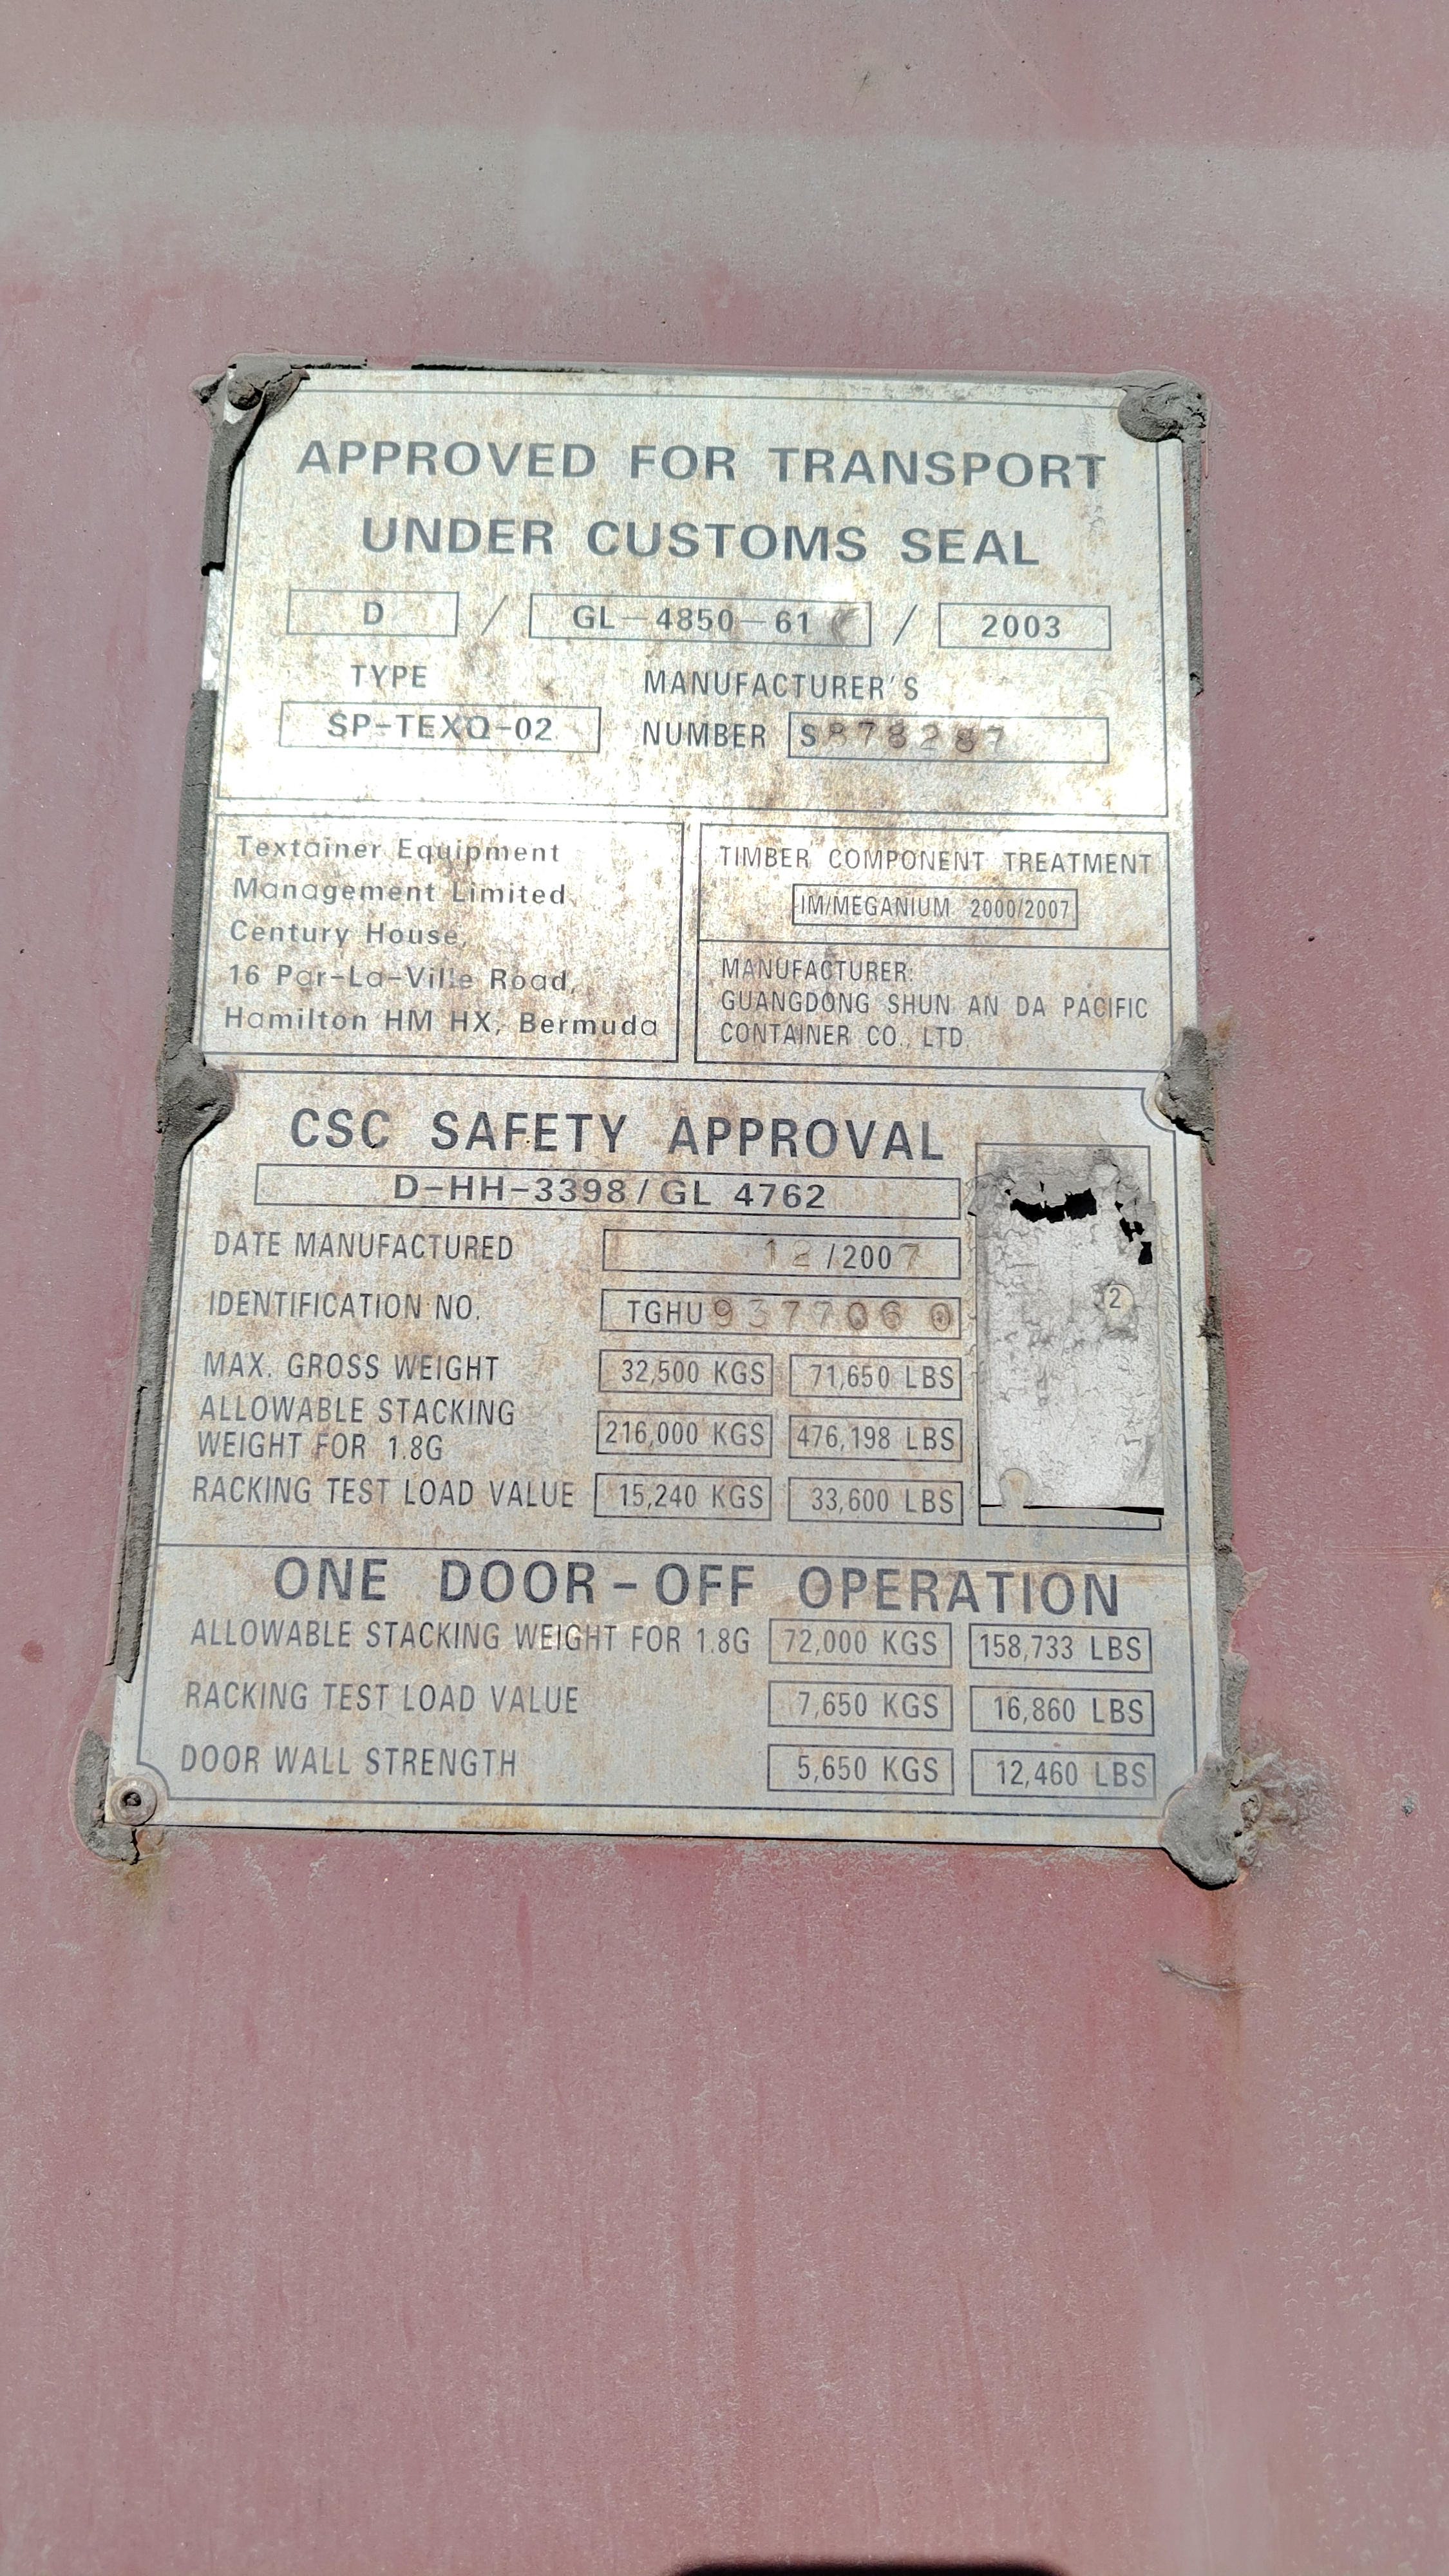 APPROVED FOR TRANSPORT
UNDER CUSTOMS SEAL
D / GL-4850-61 / 2003
TYPE
SP-TEXQ-02
MANUFACTURER'S
NUMBER S878287
Textainer Equipment
Management Limited
Century House,
16 Par-La-Ville Road,
Hamilton HM HX, Bermuda
TIMBER COMPONENT TREATMENT
IM/MEGANIUM 2000/2007
MANUFACTURER:
GUANGDONG SHUN AN DA PACIFIC
CONTAINER CO., LTD.
CSC SAFETY APPROVAL
D-HH-3398/GL 4762
DATE MANUFACTURED 12/2007
IDENTIFICATION NO. TGHU9377060
MAX. GROSS WEIGHT 32,500 KGS 71,650 LBS
ALLOWABLE STACKING
WEIGHT FOR 1.8G 216,000 KGS 476,198 LBS
RACKING TEST LOAD VALUE 15,240 KGS 33,600 LBS
2
ONE DOOR-OFF OPERATION
ALLOWABLE STACKING WEIGHT FOR 1.8G 72,000 KGS 158,733 LBS
RACKING TEST LOAD VALUE 7,650 KGS 16,860 LBS
DOOR WALL STRENGTH 5,650 KGS 12,460 LBS